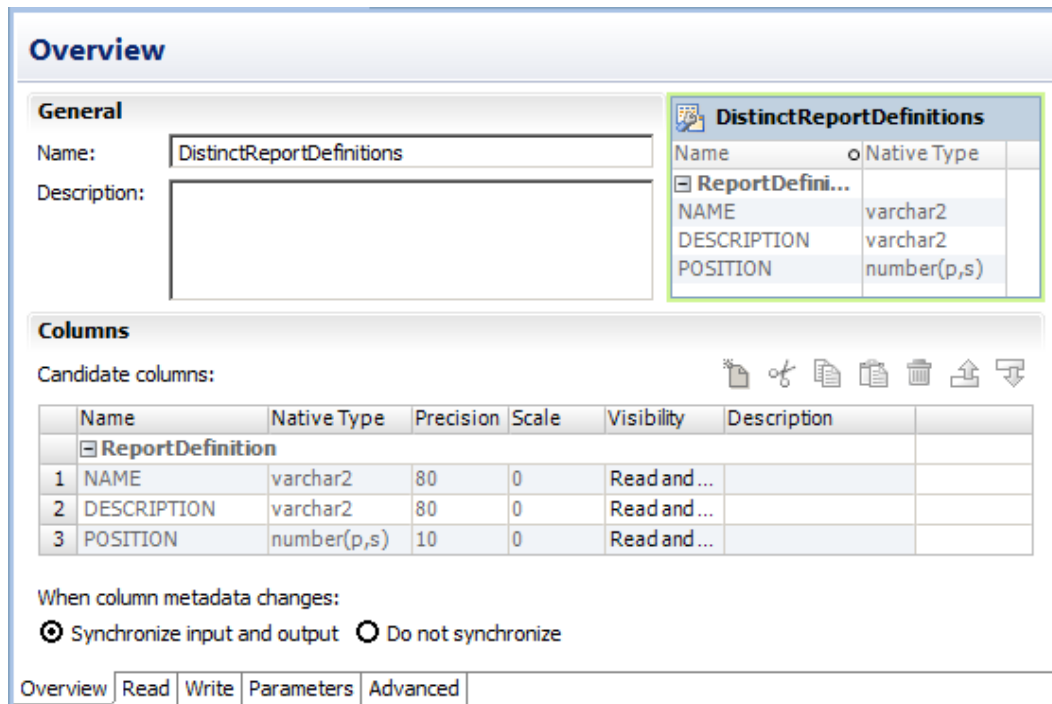 Overview
General
Name:
DistinctReportDefinitions
Description:
DistinctReportDefinitions
Name Native Type
ReportDefini...
NAME varchar2
DESCRIPTION varchar2
POSITION number(p,s)
Columns
Candidate columns:
Name Native Type Precision Scale Visibility Description
ReportDefinition
1 NAME varchar2 80 0 Read and ...
2 DESCRIPTION varchar2 80 0 Read and ...
3 POSITION number(p,s) 10 0 Read and ...
When column metadata changes:
Synchronize input and output Do not synchronize
Overview Read Write Parameters Advanced